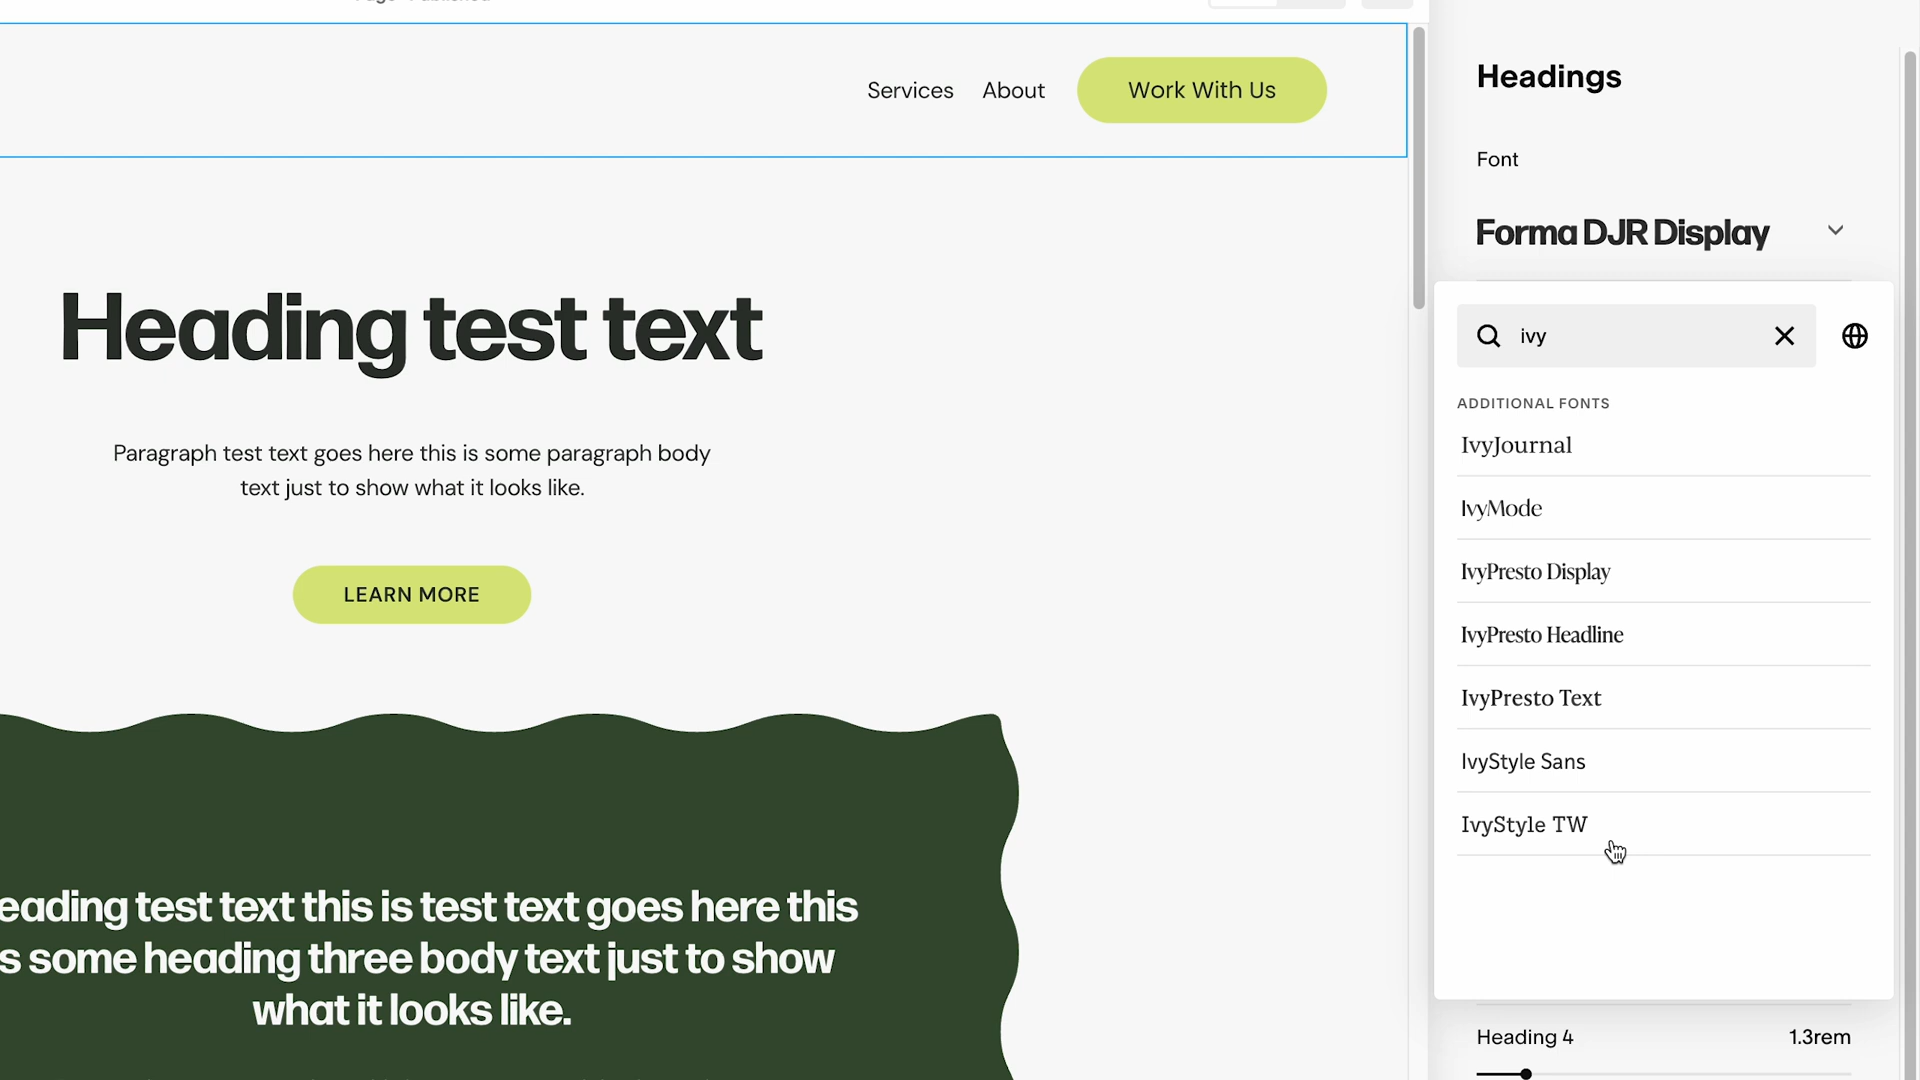 Page · Published
Services
About
Work With Us
Heading test text
Paragraph test text goes here this is some paragraph body
text just to show what it looks like.
LEARN MORE
eading test text this is test text goes here this
s some heading three body text just to show
what it looks like.
Headings
Font
Forma DJR Display
ivy
ADDITIONAL FONTS
IvyJournal
IvyMode
IvyPresto Display
IvyPresto Headline
IvyPresto Text
IvyStyle Sans
IvyStyle TW
Heading 4
1.3rem